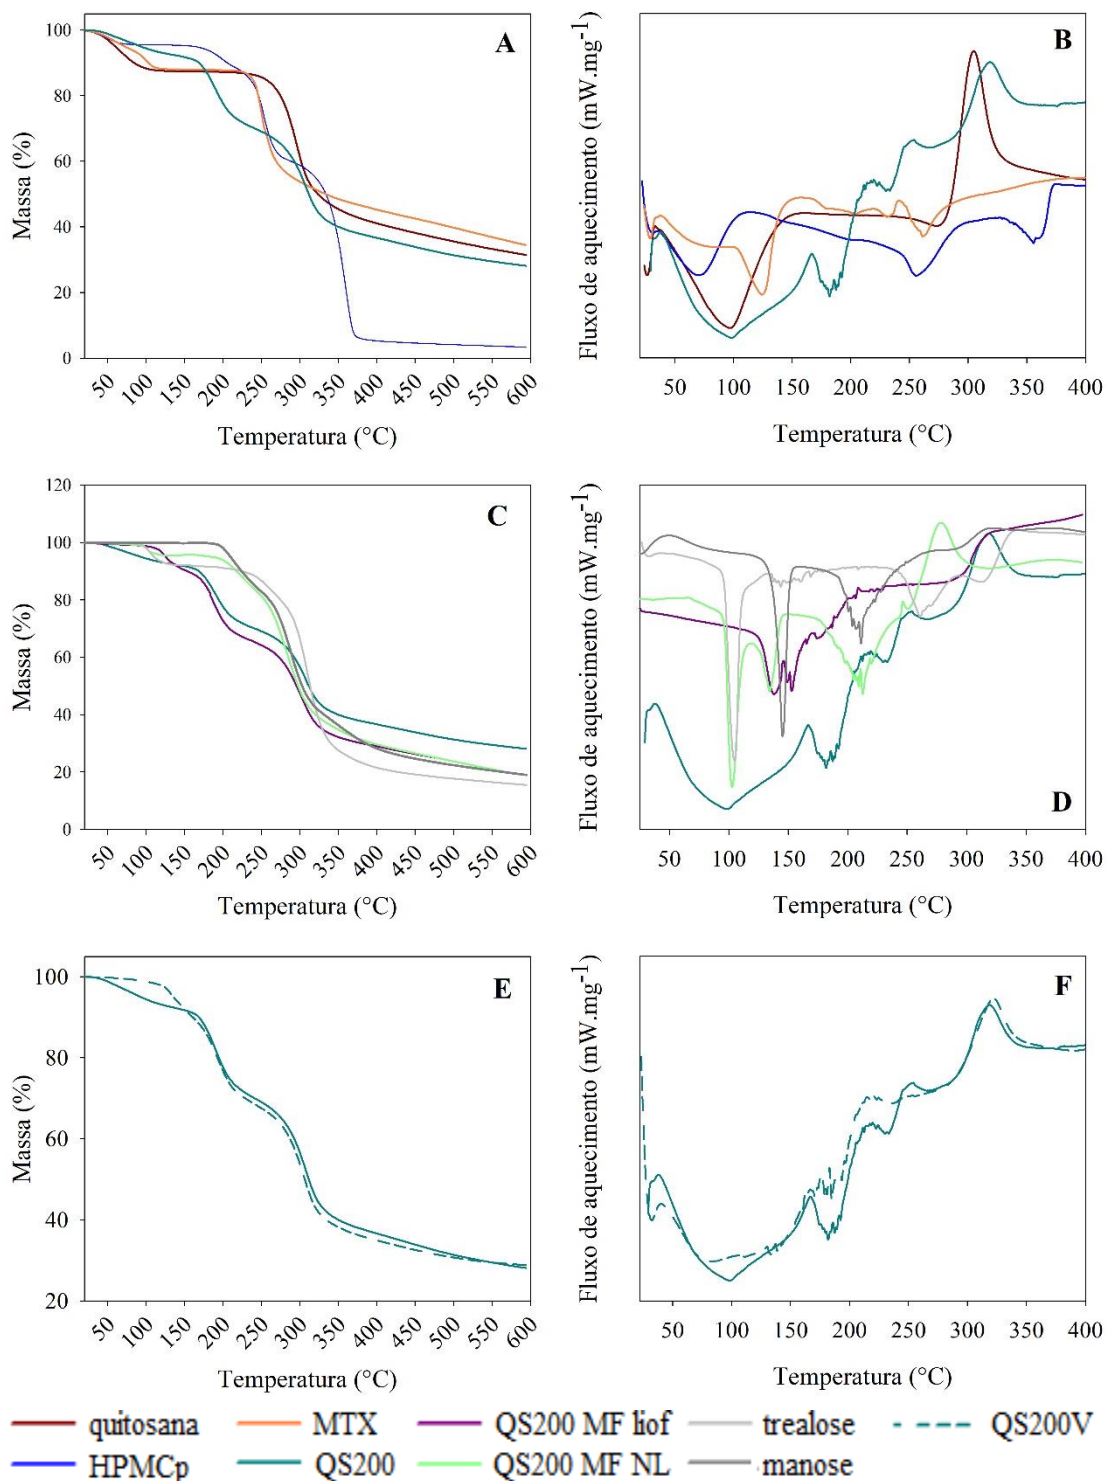 A
Massa (%)
100
80
60
40
20
0
50 100 150 200 250 300 350 400 450 500 550 600
Temperatura (°C)
B
Fluxo de aquecimento (mW.mg-1)
50 100 150 200 250 300 350 400
Temperatura (°C)
C
Massa (%)
120
100
80
60
40
20
0
50 100 150 200 250 300 350 400 450 500 550 600
Temperatura (°C)
D
Fluxo de aquecimento (mW.mg-1)
50 100 150 200 250 300 350 400
Temperatura (°C)
E
Massa (%)
100
80
60
40
20
50 100 150 200 250 300 350 400 450 500 550 600
Temperatura (°C)
F
Fluxo de aquecimento (mW.mg-1)
50 100 150 200 250 300 350 400
Temperatura (°C)
quitosana MTX QS200 MF liof trealose QS200V
HPMCp QS200 QS200 MF NL manose